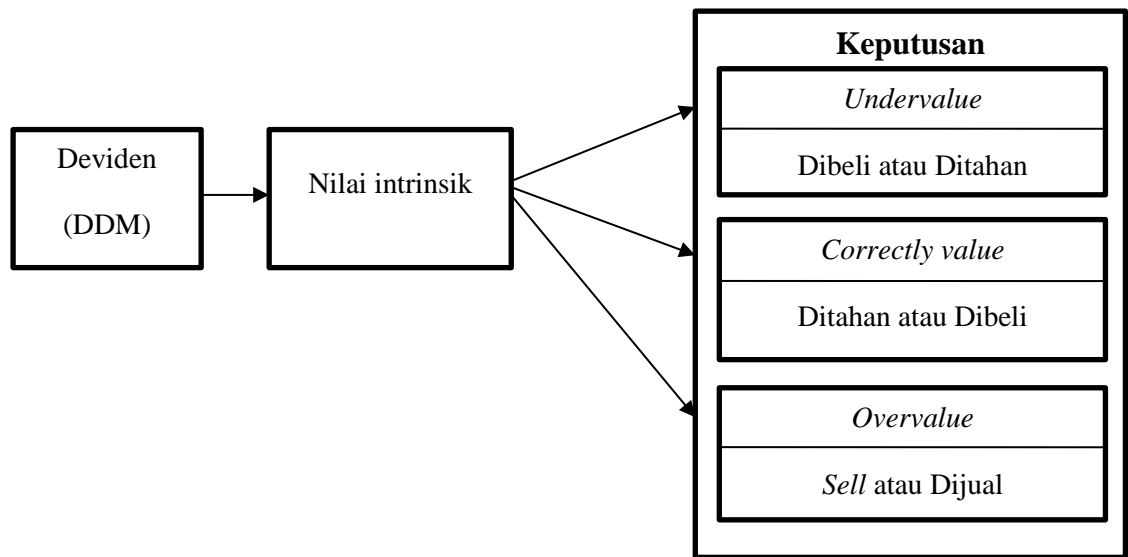 Keputusan
Undervalue
Dibeli atau Ditahan
Deviden
(DDM)
Nilai intrinsik
Correctly value
Ditahan atau Dibeli
Overvalue
Sell atau Dijual